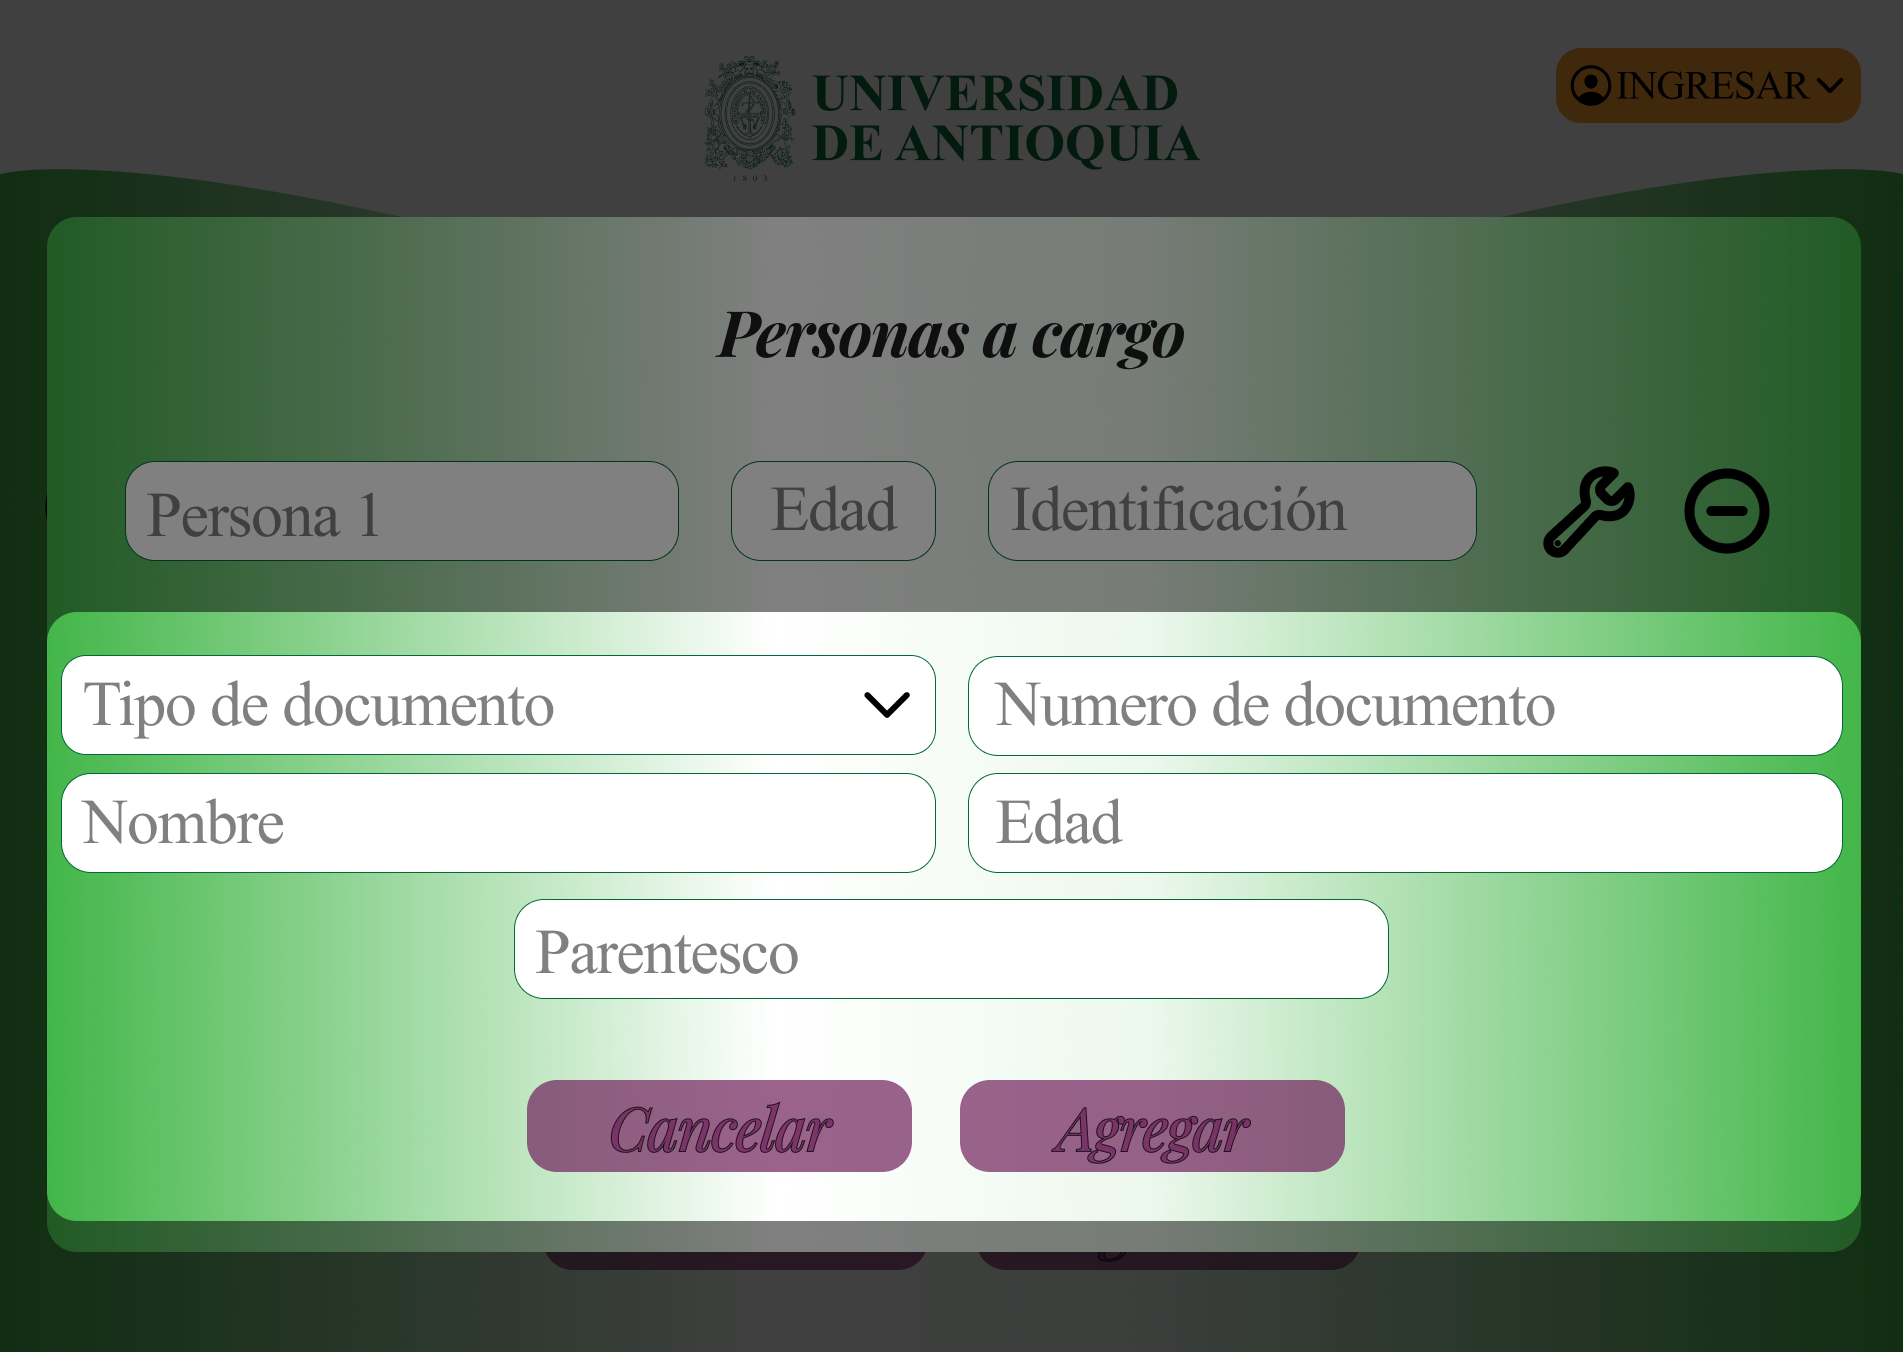 UNIVERSIDAD
DE ANTIOQUIA
1803
INGRESAR
Personas a cargo
Persona 1
Edad
Identificación
Tipo de documento
Numero de documento
Nombre
Edad
Parentesco
Cancelar
Agregar